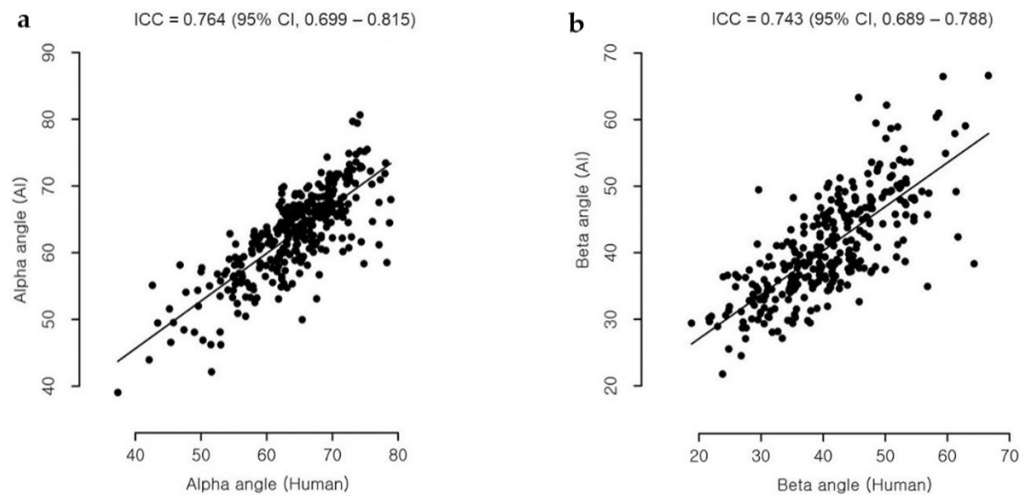 a
ICC = 0.764 (95% CI, 0.699 – 0.815)
90
80
70
60
50
40
Alpha angle (AI)
40 50 60 70 80
Alpha angle (Human)
b
ICC = 0.743 (95% CI, 0.689 – 0.788)
70
60
50
40
30
20
Beta angle (AI)
20 30 40 50 60 70
Beta angle (Human)